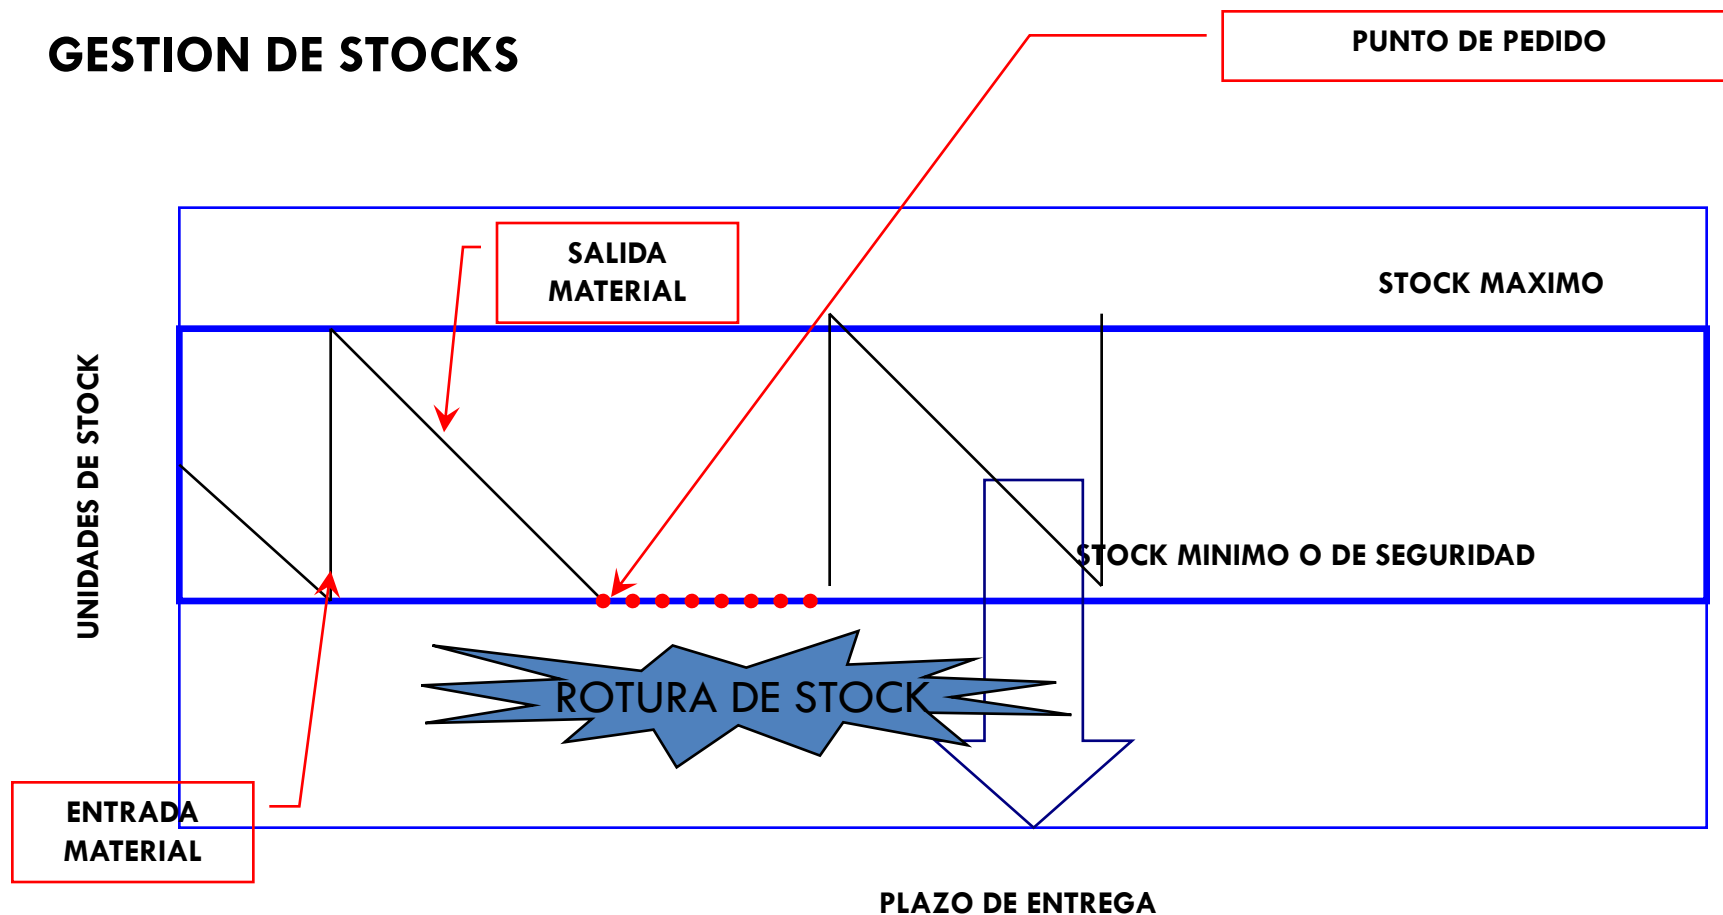 GESTION DE STOCKS
PUNTO DE PEDIDO
SALIDA
MATERIAL
STOCK MAXIMO
UNIDADES DE STOCK
STOCK MINIMO O DE SEGURIDAD
ROTURA DE STOCK
ENTRADA
MATERIAL
PLAZO DE ENTREGA